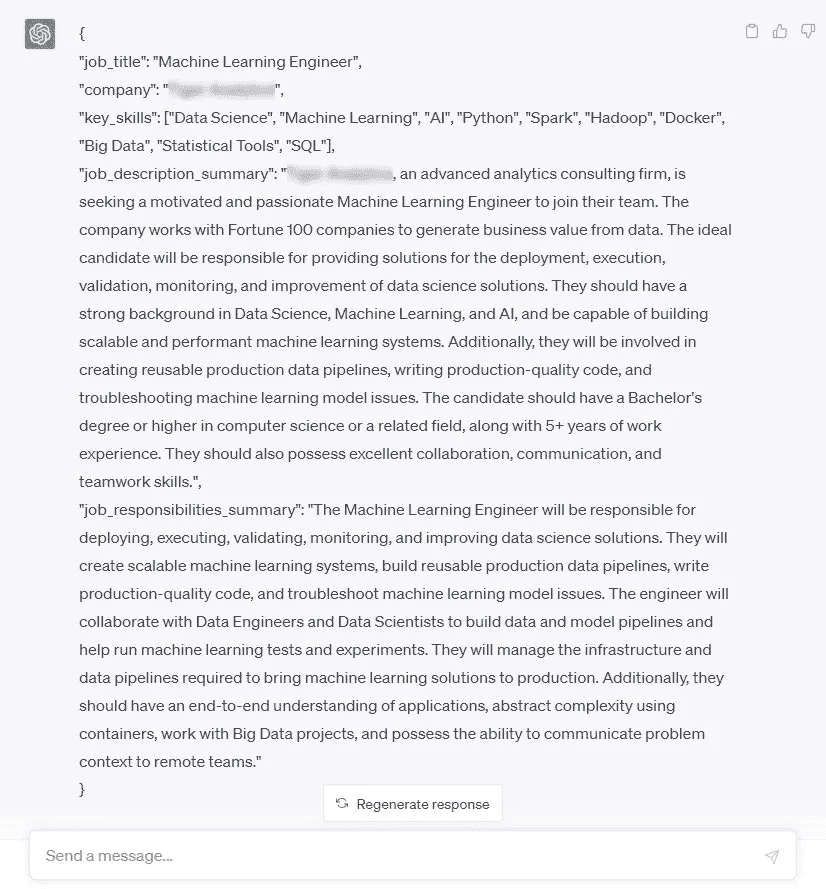 {
"job_title": "Machine Learning Engineer",
"company": "",
"key_skills": ["Data Science", "Machine Learning", "AI", "Python", "Spark", "Hadoop", "Docker",
"Big Data", "Statistical Tools", "SQL"],
"job_description_summary": ", an advanced analytics consulting firm, is
seeking a motivated and passionate Machine Learning Engineer to join their team. The
company works with Fortune 100 companies to generate business value from data. The ideal
candidate will be responsible for providing solutions for the deployment, execution,
validation, monitoring, and improvement of data science solutions. They should have a
strong background in Data Science, Machine Learning, and AI, and be capable of building
scalable and performant machine learning systems. Additionally, they will be involved in
creating reusable production data pipelines, writing production-quality code, and
troubleshooting machine learning model issues. The candidate should have a Bachelor's
degree or higher in computer science or a related field, along with 5+ years of work
experience. They should also possess excellent collaboration, communication, and
teamwork skills.",
"job_responsibilities_summary": "The Machine Learning Engineer will be responsible for
deploying, executing, validating, monitoring, and improving data science solutions. They will
create scalable machine learning systems, build reusable production data pipelines, write
production-quality code, and troubleshoot machine learning model issues. The engineer will
collaborate with Data Engineers and Data Scientists to build data and model pipelines and
help run machine learning tests and experiments. They will manage the infrastructure and
data pipelines required to bring machine learning solutions to production. Additionally, they
should have an end-to-end understanding of applications, abstract complexity using
containers, work with Big Data projects, and possess the ability to communicate problem
context to remote teams."
}
Regenerate response
Send a message...